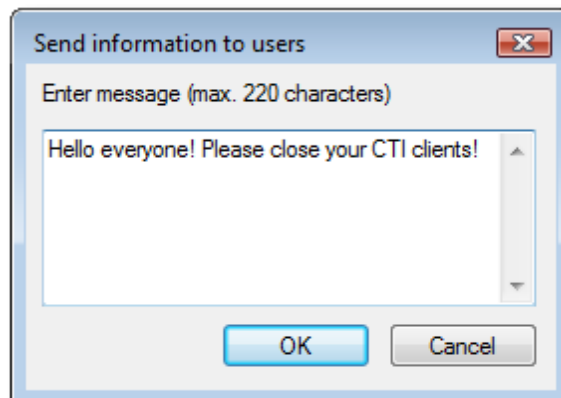 Send information to users
Enter message (max. 220 characters)
Hello everyone! Please close your CTI clients!
OK
Cancel